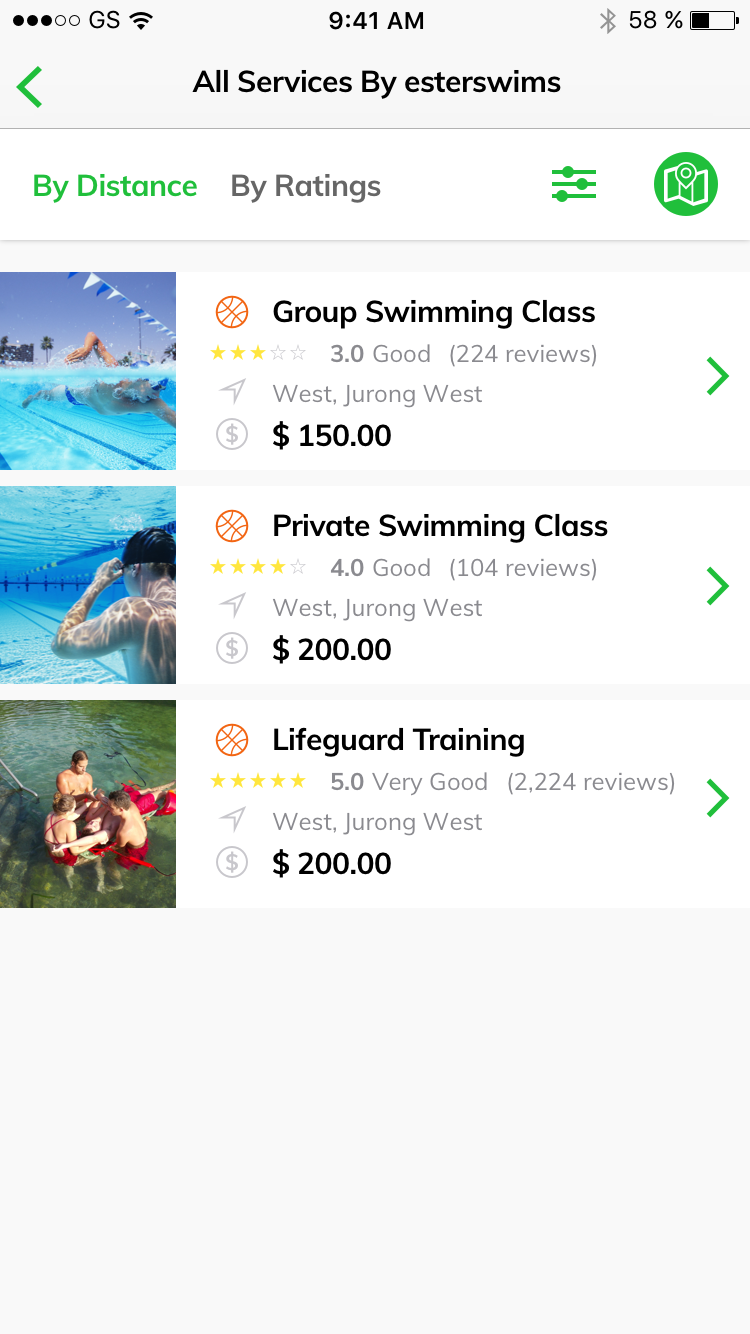 GS 9:41 AM 58 %
All Services By esterswims
By Distance By Ratings
Group Swimming Class
3.0 Good (224 reviews)
West, Jurong West
$ 150.00
Private Swimming Class
4.0 Good (104 reviews)
West, Jurong West
$ 200.00
Lifeguard Training
5.0 Very Good (2,224 reviews)
West, Jurong West
$ 200.00